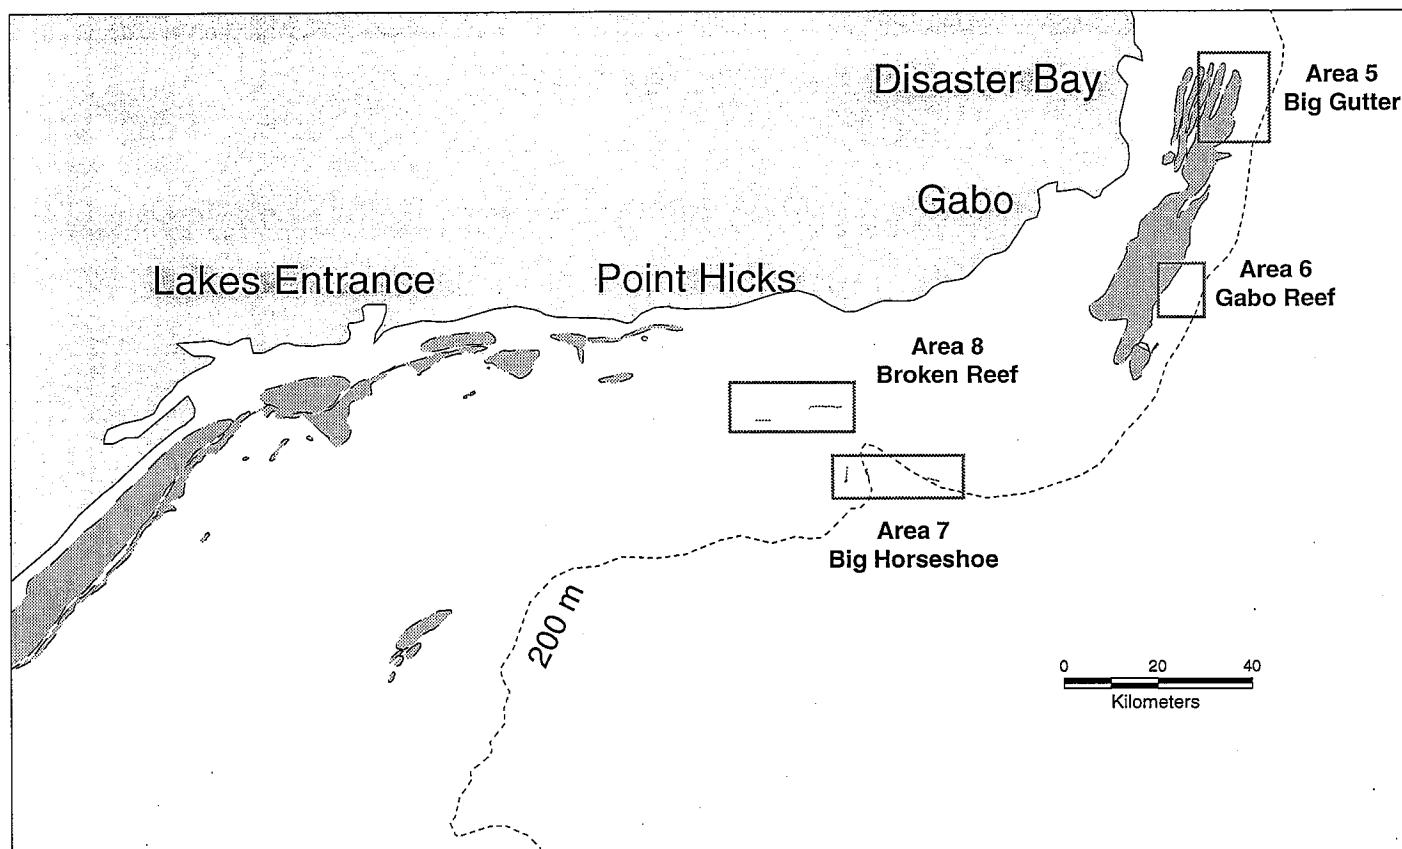 Disaster Bay
Area 5
Big Gutter
Gabo
Lakes Entrance
Point Hicks
Area 6
Gabo Reef
Area 8
Broken Reef
Area 7
Big Horseshoe
200 m
0 20 40
Kilometers